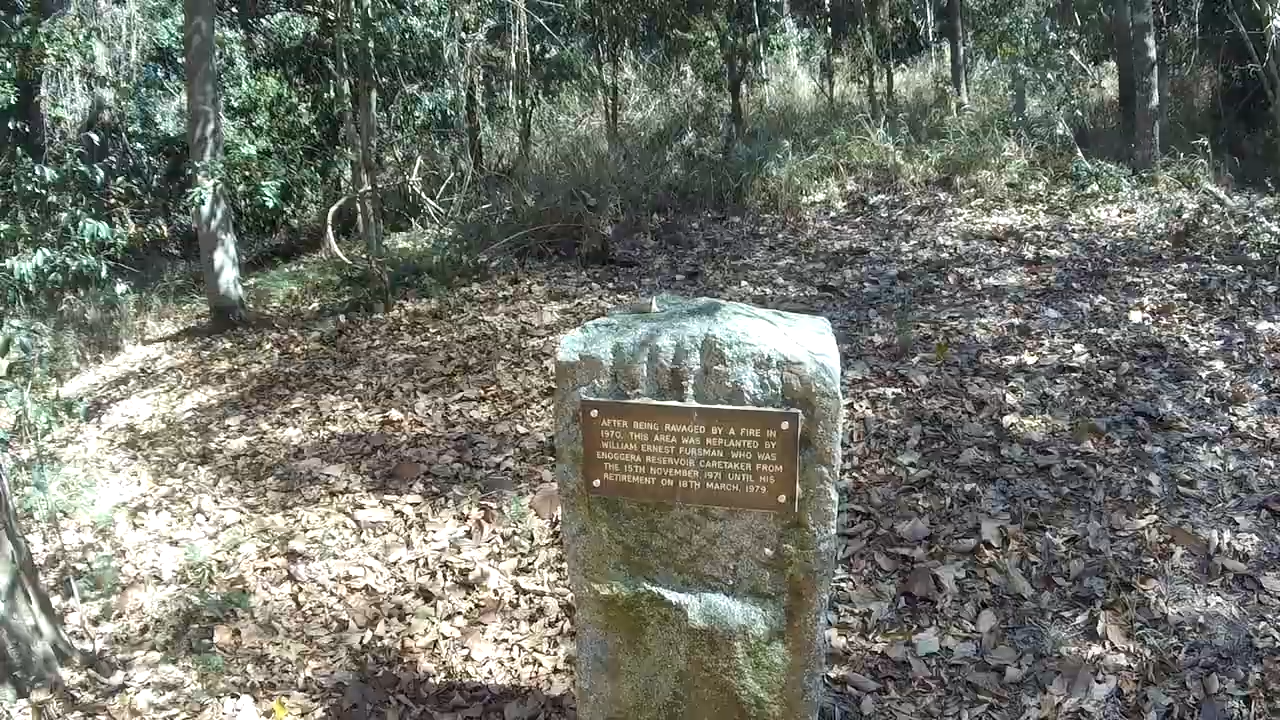 AFTER BEING RAVAGED BY A FIRE IN
1970, THIS AREA WAS REPLANTED BY
WILLIAM ERNEST FURSMAN WHO WAS
ENOGGERA RESERVOIR CARETAKER FROM
THE 15TH NOVEMBER, 1971 UNTIL HIS
RETIREMENT ON 18TH MARCH, 1979.